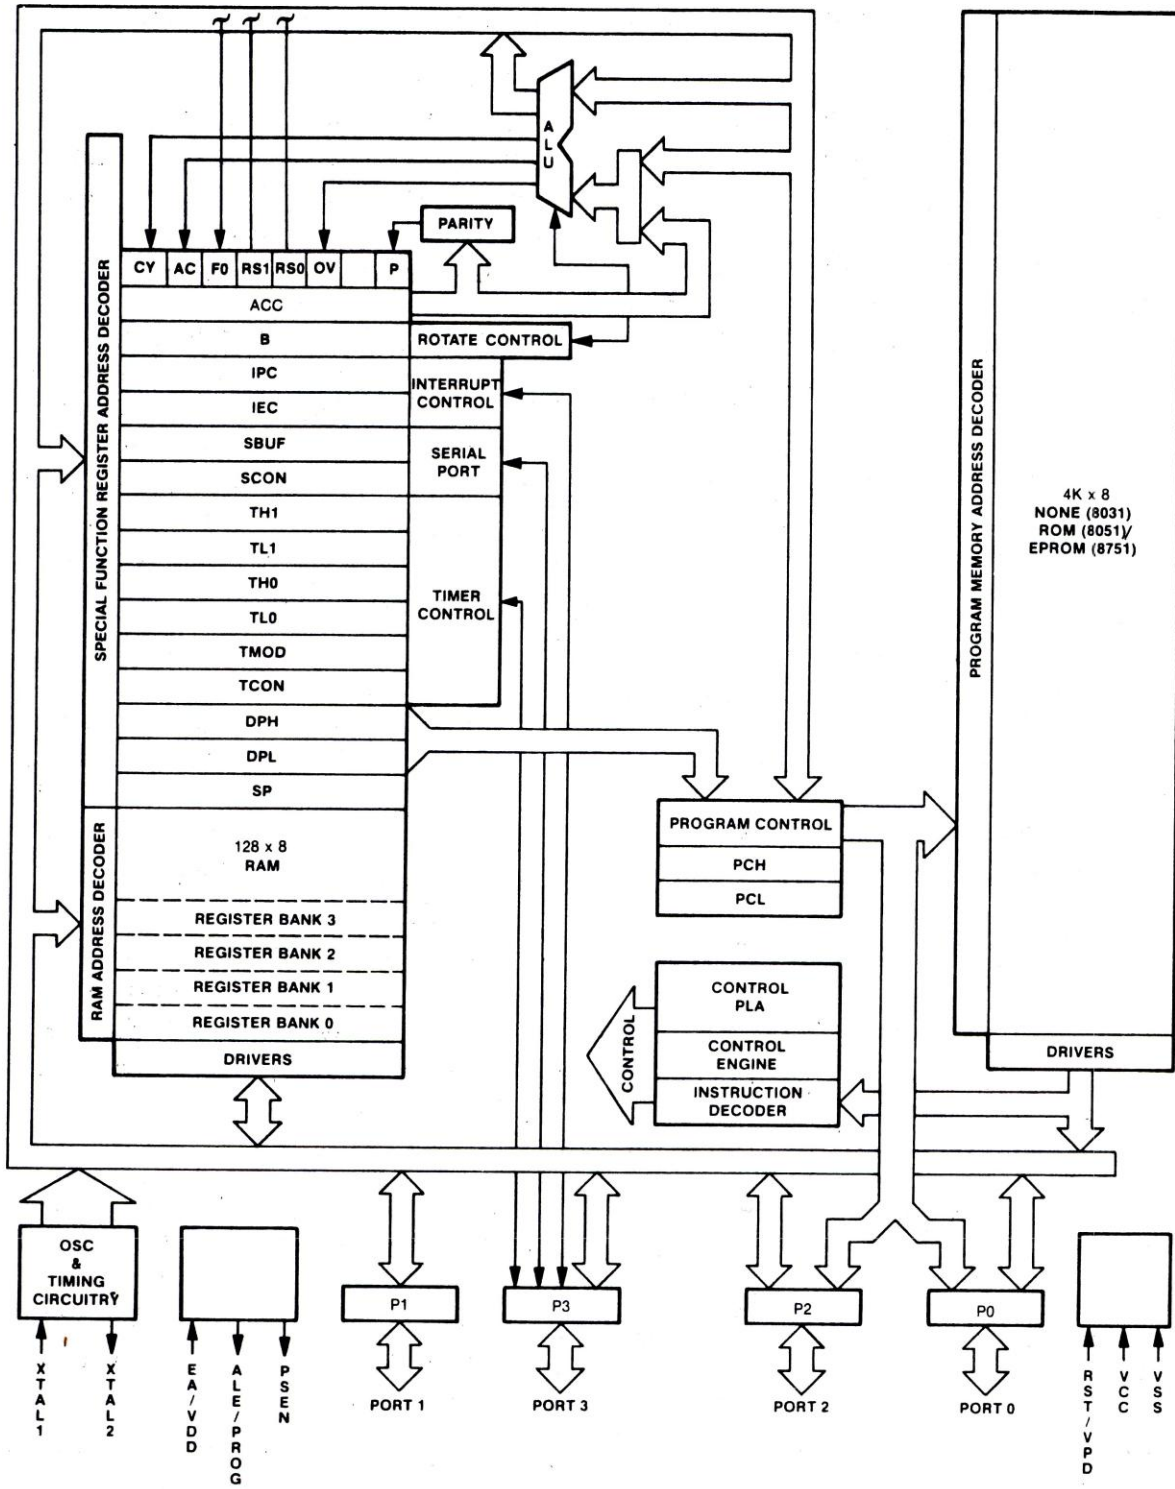 ALU
PARITY
CY AC F0 RS1 RS0 OV P
ACC
B
ROTATE CONTROL
IPC
INTERRUPT
CONTROL
IEC
SBUF
SERIAL
PORT
SCON
TH1
TL1
TH0
TIMER
CONTROL
TL0
TMOD
TCON
DPH
DPL
SP
SPECIAL FUNCTION REGISTER ADDRESS DECODER
RAM ADDRESS DECODER
128 x 8
RAM
REGISTER BANK 3
REGISTER BANK 2
REGISTER BANK 1
REGISTER BANK 0
DRIVERS
PROGRAM CONTROL
PCH
PCL
CONTROL
CONTROL
PLA
CONTROL
ENGINE
INSTRUCTION
DECODER
PROGRAM MEMORY ADDRESS DECODER
4K x 8
NONE (8031)
ROM (8051)/
EPROM (8751)
DRIVERS
OSC
&
TIMING
CIRCUITRY
P1
P3
P2
P0
XTAL1
XTAL2
EA/VDD
ALE/PROG
PSEN
PORT 1
PORT 3
PORT 2
PORT 0
RST/VPD
VCC
VSS